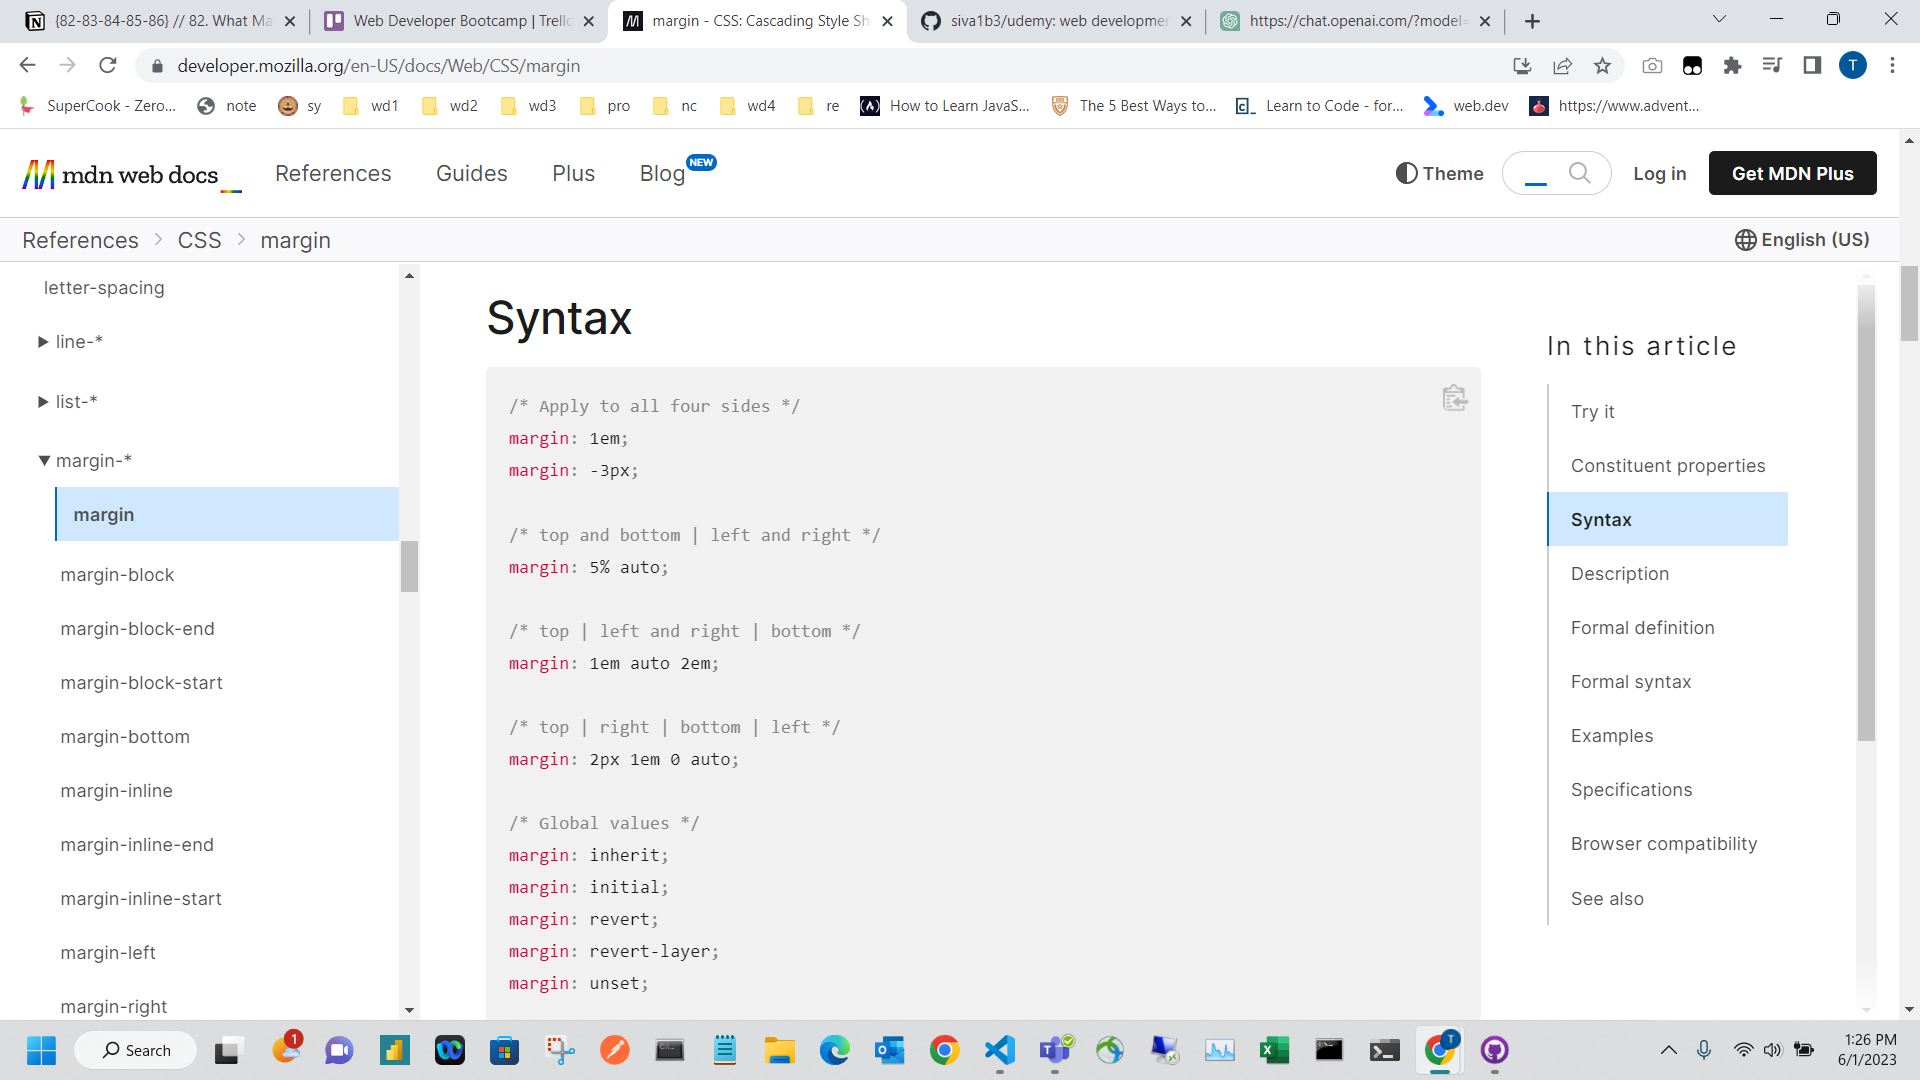 {82-83-84-85-86} // 82. What Ma
Web Developer Bootcamp | Trello
margin - CSS: Cascading Style Sh
siva1b3/udemy: web developmen
https://chat.openai.com/?model=
developer.mozilla.org/en-US/docs/Web/CSS/margin
T
SuperCook - Zero...
note
sy
wd1
wd2
wd3
pro
nc
wd4
re
How to Learn JavaS...
The 5 Best Ways to...
Learn to Code - for...
web.dev
https://www.advent...
mdn web docs
References
Guides
Plus
Blog
NEW
Theme
Log in
Get MDN Plus
References
CSS
margin
English (US)
letter-spacing
line-*
list-*
margin-*
margin
margin-block
margin-block-end
margin-block-start
margin-bottom
margin-inline
margin-inline-end
margin-inline-start
margin-left
margin-right
Syntax
/* Apply to all four sides */
margin: 1em;
margin: -3px;
/* top and bottom | left and right */
margin: 5% auto;
/* top | left and right | bottom */
margin: 1em auto 2em;
/* top | right | bottom | left */
margin: 2px 1em 0 auto;
/* Global values */
margin: inherit;
margin: initial;
margin: revert;
margin: revert-layer;
margin: unset;
In this article
Try it
Constituent properties
Syntax
Description
Formal definition
Formal syntax
Examples
Specifications
Browser compatibility
See also
Search
1
T
1:26 PM
6/1/2023